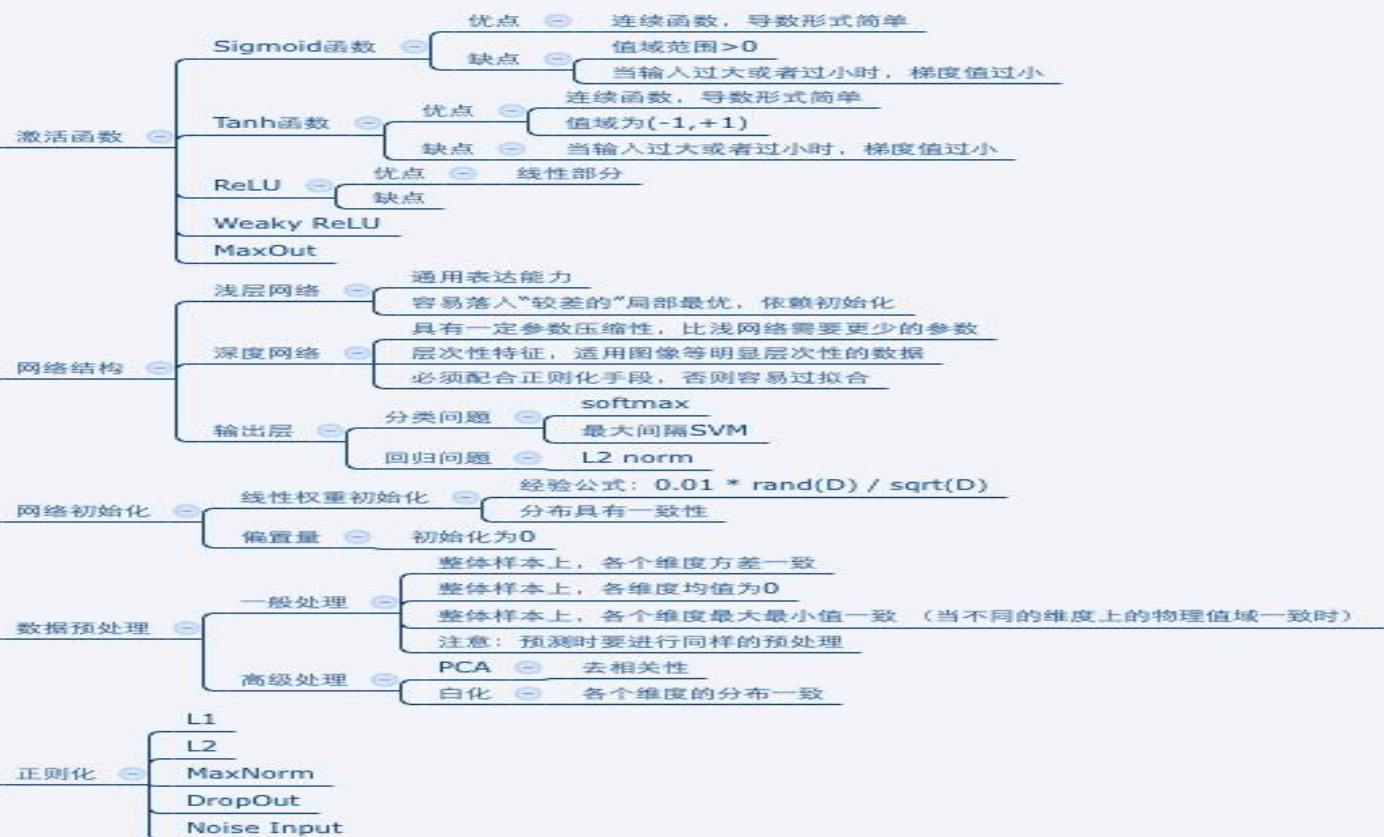 激活函数
Sigmoid函数
优点
连续函数，导数形式简单
缺点
值域范围>0
当输入过大或者过小时，梯度值过小
Tanh函数
优点
连续函数，导数形式简单
值域为(-1,+1)
缺点
当输入过大或者过小时，梯度值过小
ReLU
优点
线性部分
缺点
Weaky ReLU
MaxOut
网络结构
浅层网络
通用表达能力
容易落入“较差的”局部最优，依赖初始化
深度网络
具有一定参数压缩性，比浅网络需要更少的参数
层次性特征，适用图像等明显层次性的数据
必须配合正则化手段，否则容易过拟合
输出层
分类问题
softmax
最大间隔SVM
回归问题
L2 norm
网络初始化
线性权重初始化
经验公式：0.01 * rand(D) / sqrt(D)
分布具有一致性
偏置量
初始化为0
数据预处理
一般处理
整体样本上，各个维度方差一致
整体样本上，各维度均值为0
整体样本上，各个维度最大最小值一致 （当不同的维度上的物理值域一致时）
注意：预测时要进行同样的预处理
高级处理
PCA
去相关性
白化
各个维度的分布一致
正则化
L1
L2
MaxNorm
DropOut
Noise Input